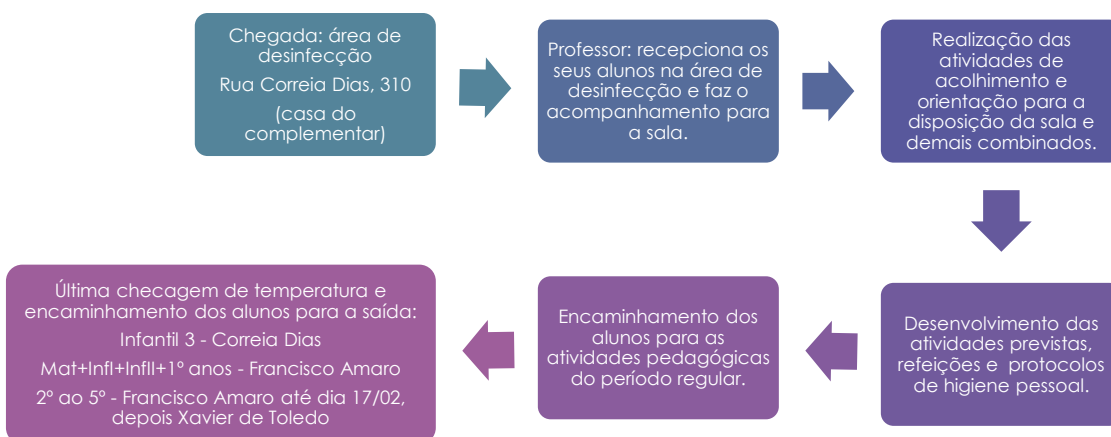 Chegada: área de
desinfecção
Rua Correia Dias, 310
(casa do
complementar)
Professor: recepciona os
seus alunos na área de
desinfecção e faz o
acompanhamento para
a sala.
Realização das
atividades de
acolhimento e
orientação para a
disposição da sala e
demais combinados.
Desenvolvimento das
atividades previstas,
refeições e protocolos
de higiene pessoal.
Encaminhamento dos
alunos para as
atividades pedagógicas
do período regular.
Última checagem de temperatura e
encaminhamento dos alunos para a saída:
Infantil 3 - Correia Dias
Mat+InfI+InfII+1º anos - Francisco Amaro
2º ao 5º - Francisco Amaro até dia 17/02,
depois Xavier de Toledo